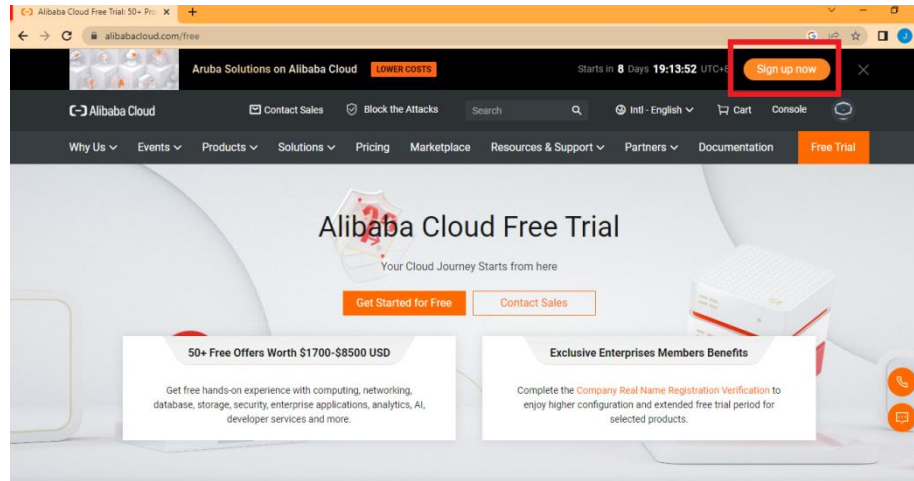 Alibaba Cloud Free Trial: 50+ Pro
alibabacloud.com/free
Aruba Solutions on Alibaba Cloud LOWER COSTS Starts in 8 Days 19:13:52 UTC+8 Sign up now
Alibaba Cloud Contact Sales Block the Attacks Search Intl - English Cart Console
Why Us Events Products Solutions Pricing Marketplace Resources & Support Partners Documentation Free Trial
Alibaba Cloud Free Trial
Your Cloud Journey Starts from here
Get Started for Free Contact Sales
50+ Free Offers Worth $1700-$8500 USD
Get free hands-on experience with computing, networking,
database, storage, security, enterprise applications, analytics, AI,
developer services and more.
Exclusive Enterprises Members Benefits
Complete the Company Real Name Registration Verification to
enjoy higher configuration and extended free trial period for
selected products.